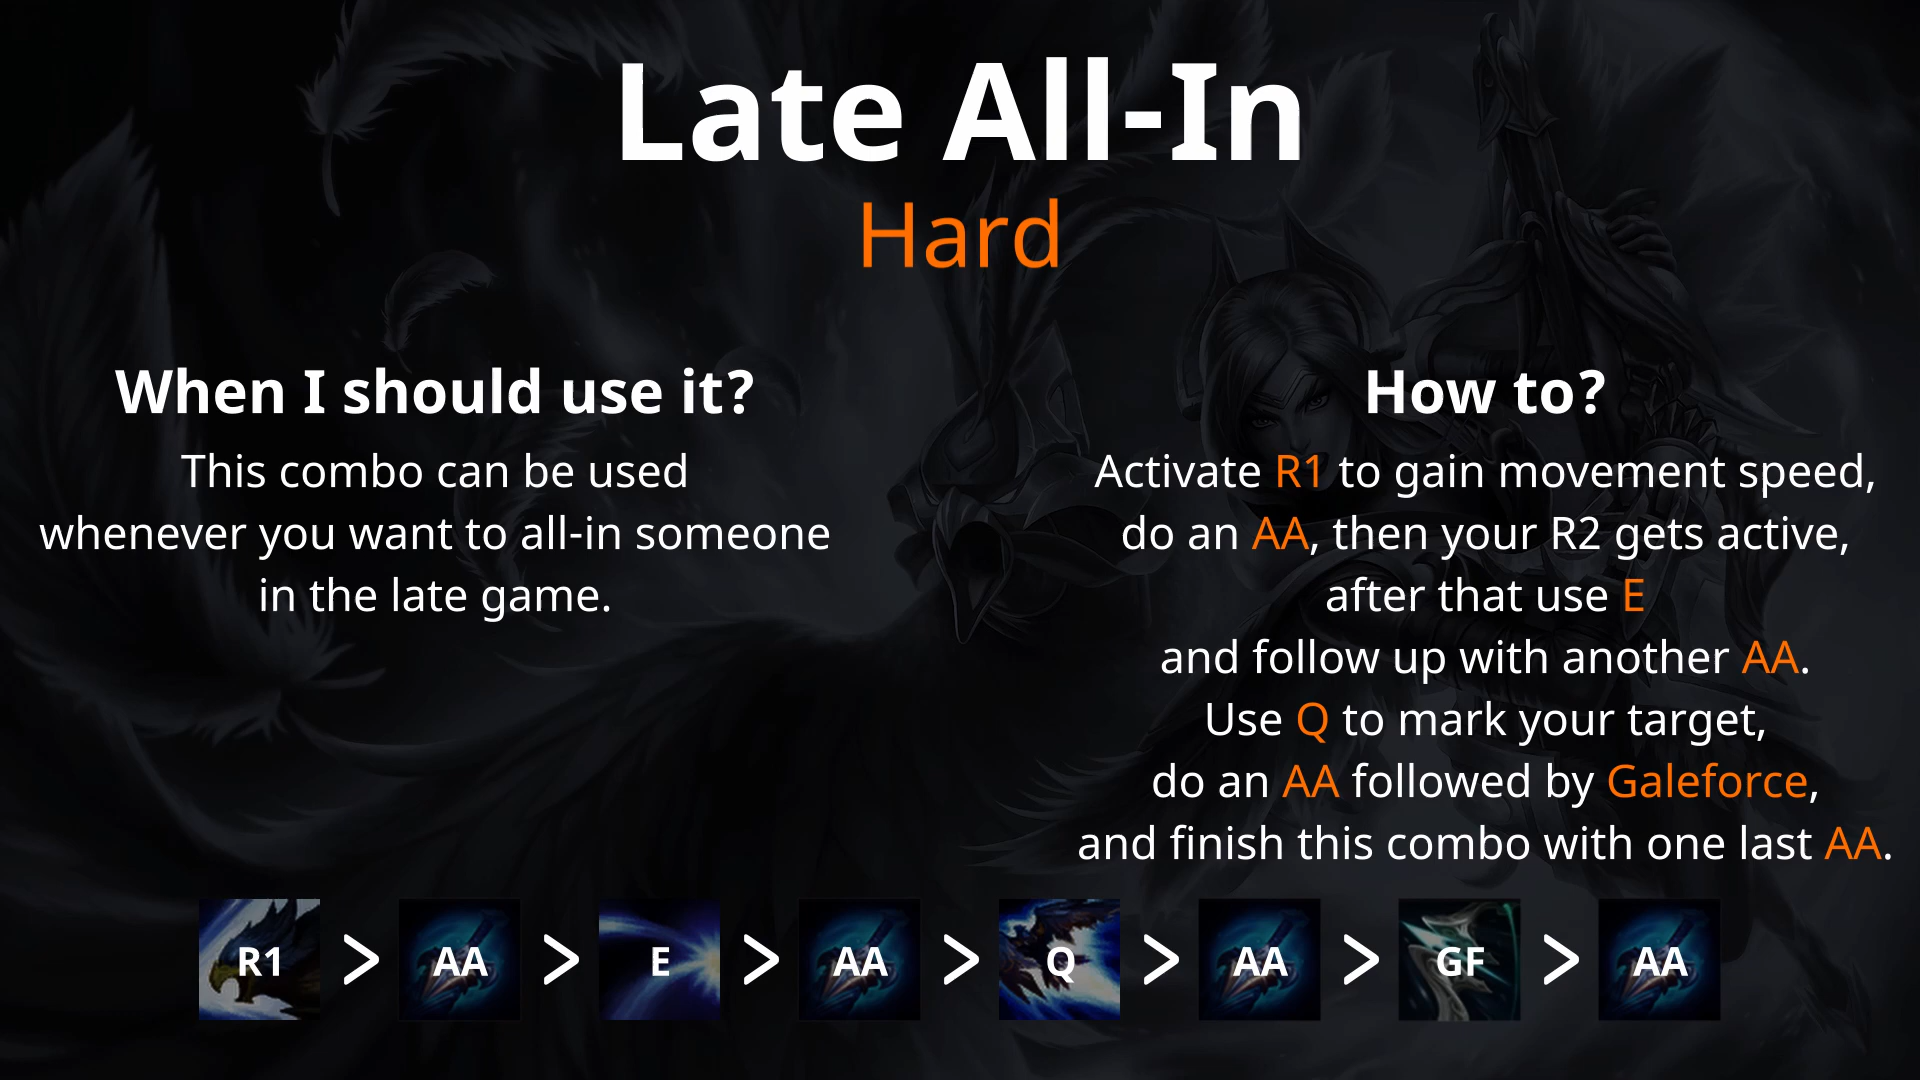 Late All-In
Hard
When I should use it?
This combo can be used
whenever you want to all-in someone
in the late game.
How to?
Activate R1 to gain movement speed,
do an AA, then your R2 gets active,
after that use E
and follow up with another AA.
Use Q to mark your target,
do an AA followed by Galeforce,
and finish this combo with one last AA.
R1 > AA > E > AA > Q > AA > GF > AA